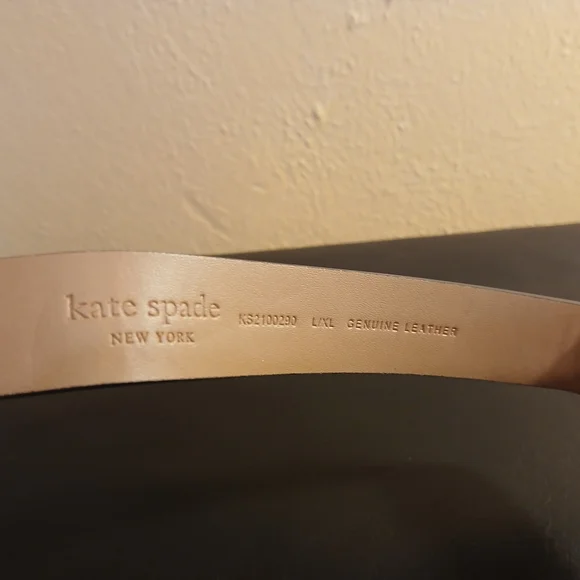 kate spade
NEW YORK
KS2100290 L/XL GENUINE LEATHER